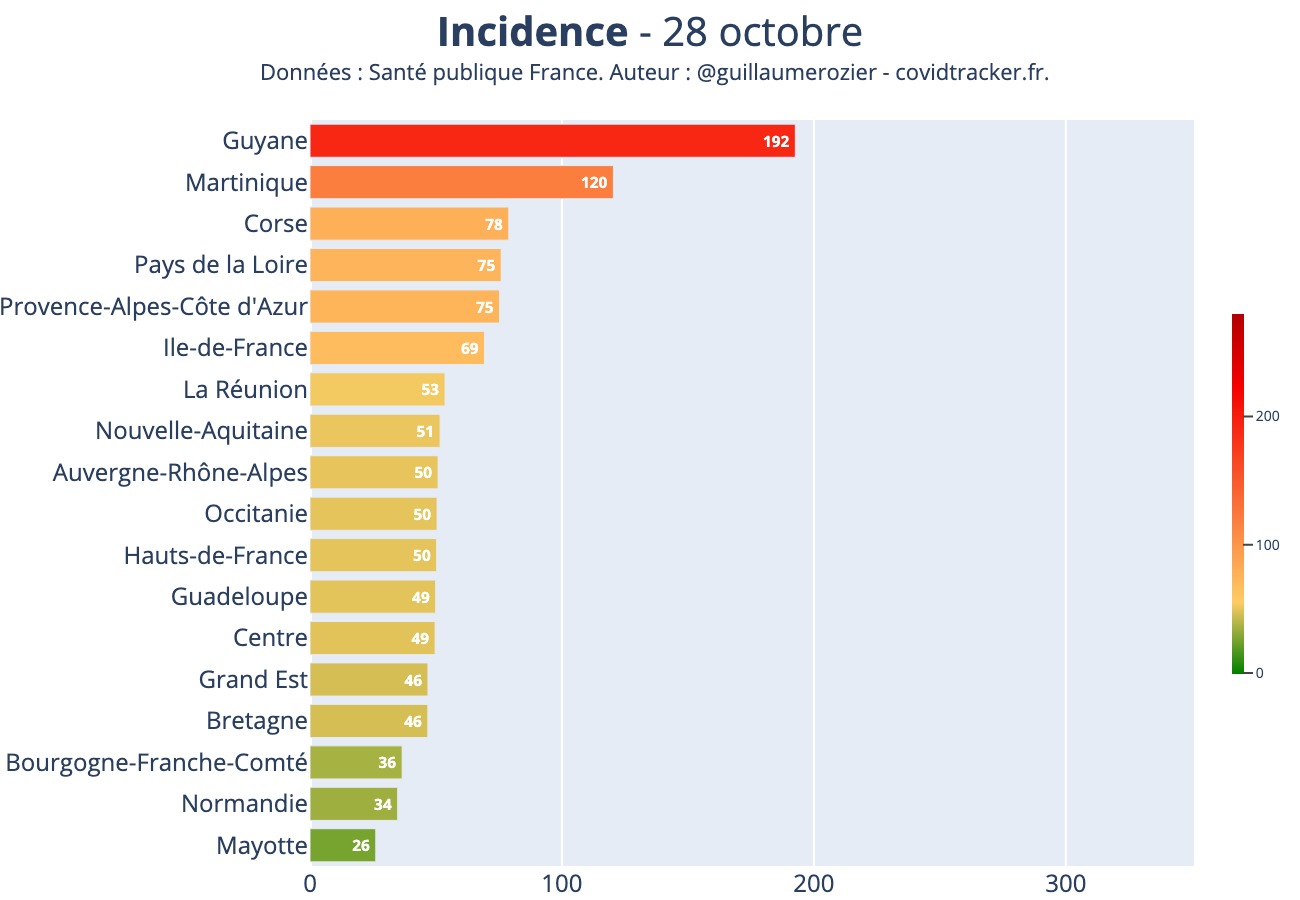 Incidence - 28 octobre
Données : Santé publique France. Auteur : @guillaumerozier - covidtracker.fr.
Guyane 192
Martinique 120
Corse 78
Pays de la Loire 75
Provence-Alpes-Côte d'Azur 75
Ile-de-France 69
La Réunion 53
Nouvelle-Aquitaine 51
Auvergne-Rhône-Alpes 50
Occitanie 50
Hauts-de-France 50
Guadeloupe 49
Centre 49
Grand Est 46
Bretagne 46
Bourgogne-Franche-Comté 36
Normandie 34
Mayotte 26
0 100 200 300
200
100
0